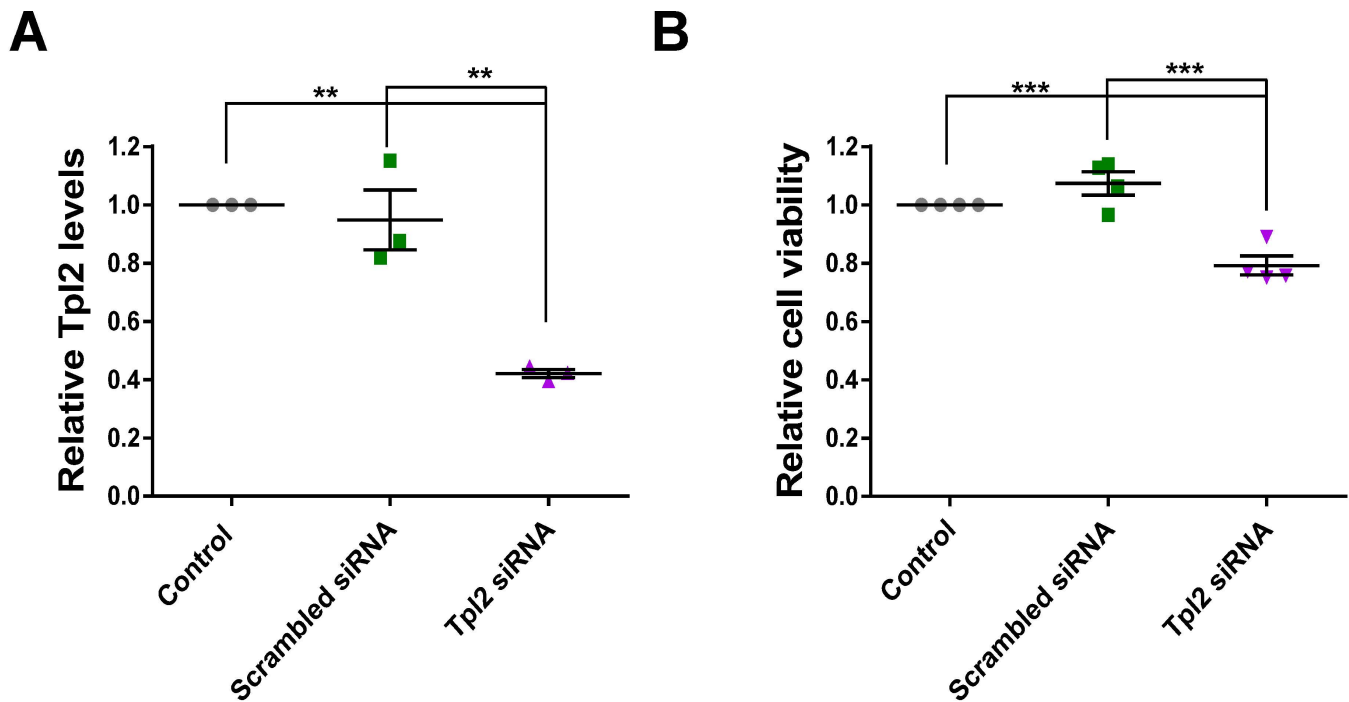 A
**
**
Relative Tpl2 levels
1.2
1.0
0.8
0.6
0.4
0.2
0.0
Control
Scrambled siRNA
Tpl2 siRNA
B
***
***
Relative cell viability
1.2
1.0
0.8
0.6
0.4
0.2
0.0
Control
Scrambled siRNA
Tpl2 siRNA